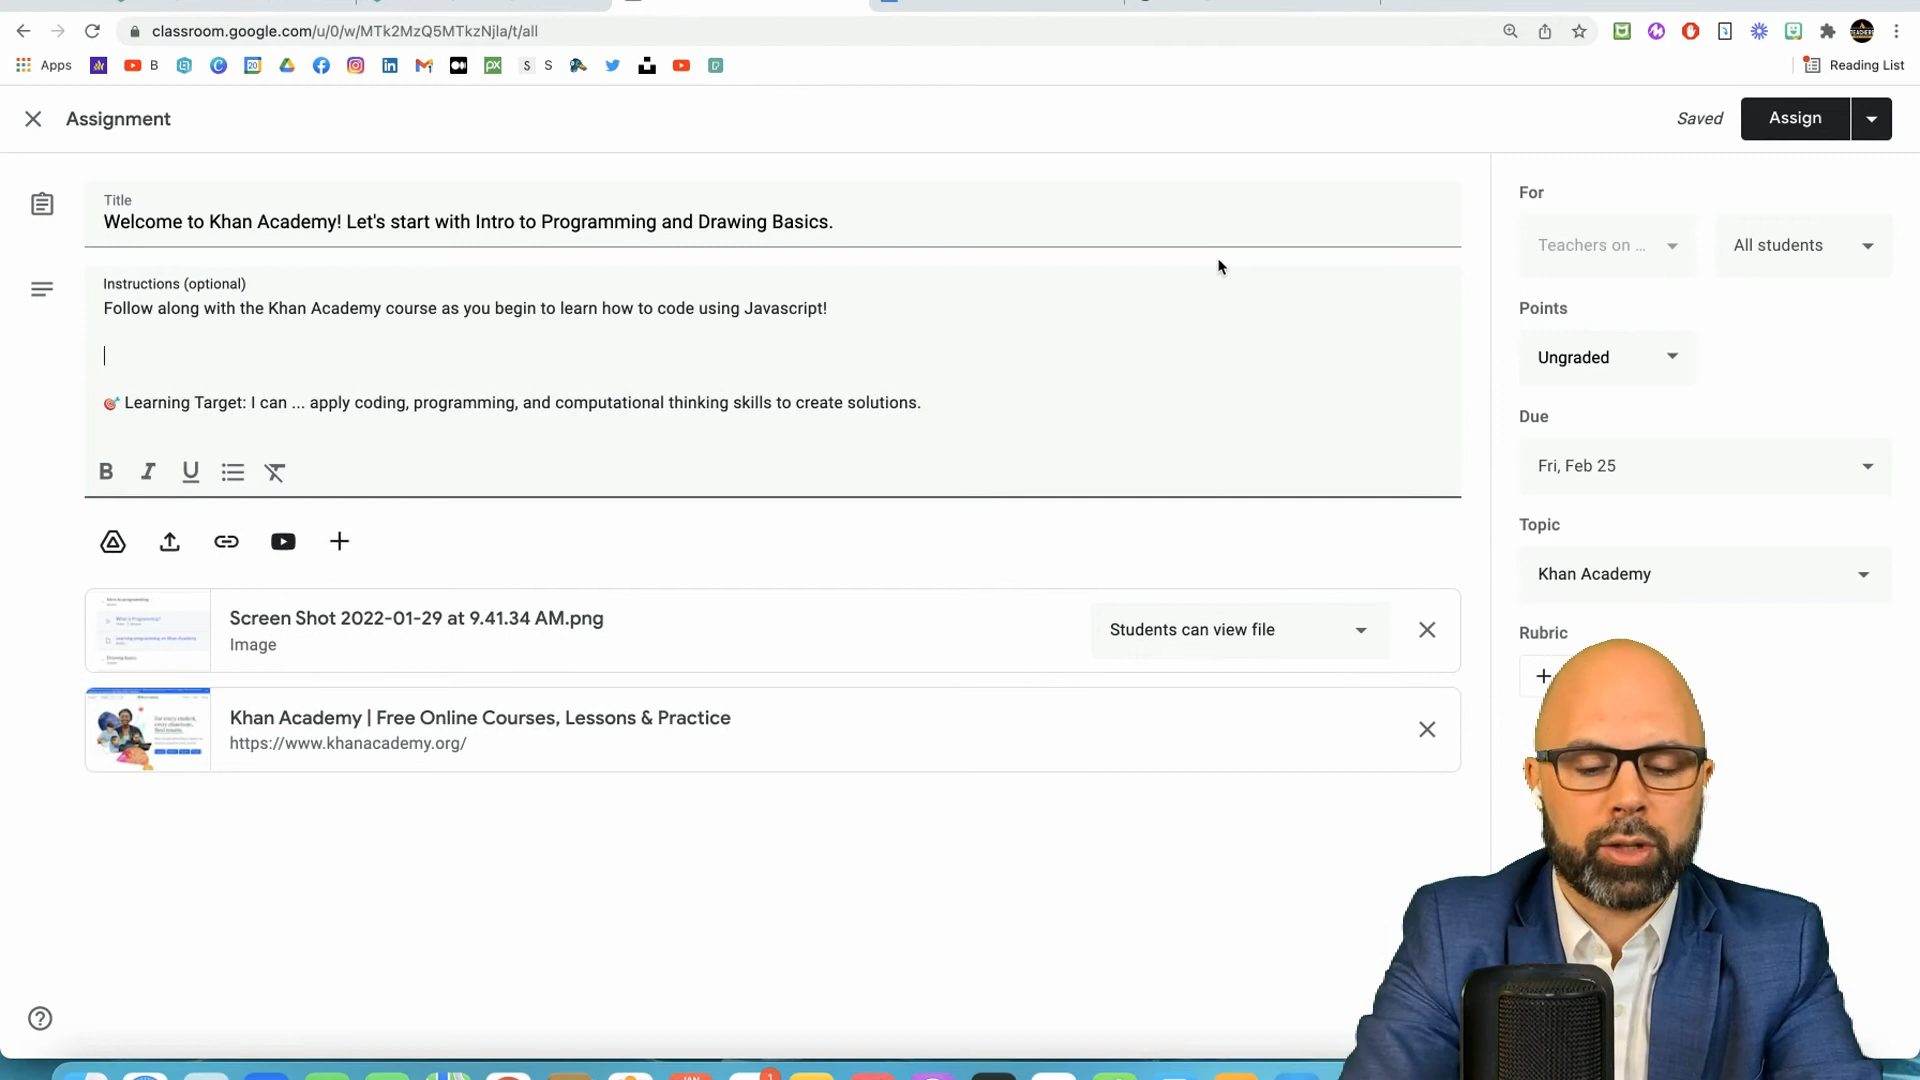 classroom.google.com/u/0/w/MTk2MzQ5MTkzNjla/t/all
Apps
B
20
S
S
Reading List
Assignment
Saved
Assign
Title
Welcome to Khan Academy! Let's start with Intro to Programming and Drawing Basics.
Instructions (optional)
Follow along with the Khan Academy course as you begin to learn how to code using Javascript!
🎯 Learning Target: I can ... apply coding, programming, and computational thinking skills to create solutions.
B I U
Screen Shot 2022-01-29 at 9.41.34 AM.png
Image
Students can view file
Khan Academy | Free Online Courses, Lessons & Practice
https://www.khanacademy.org/
For
Teachers on ...
All students
Points
Ungraded
Due
Fri, Feb 25
Topic
Khan Academy
Rubric
JAN
1